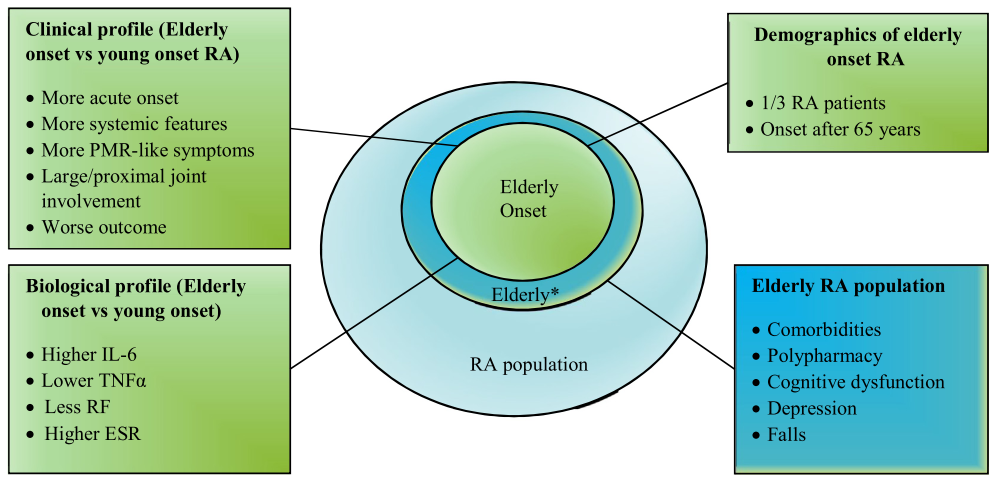 Clinical profile (Elderly
onset vs young onset RA)
• More acute onset
• More systemic features
• More PMR-like symptoms
• Large/proximal joint
involvement
• Worse outcome
Demographics of elderly
onset RA
• 1/3 RA patients
• Onset after 65 years
Elderly
Onset
Elderly*
RA population
Biological profile (Elderly
onset vs young onset)
• Higher IL-6
• Lower TNFα
• Less RF
• Higher ESR
Elderly RA population
• Comorbidities
• Polypharmacy
• Cognitive dysfunction
• Depression
• Falls